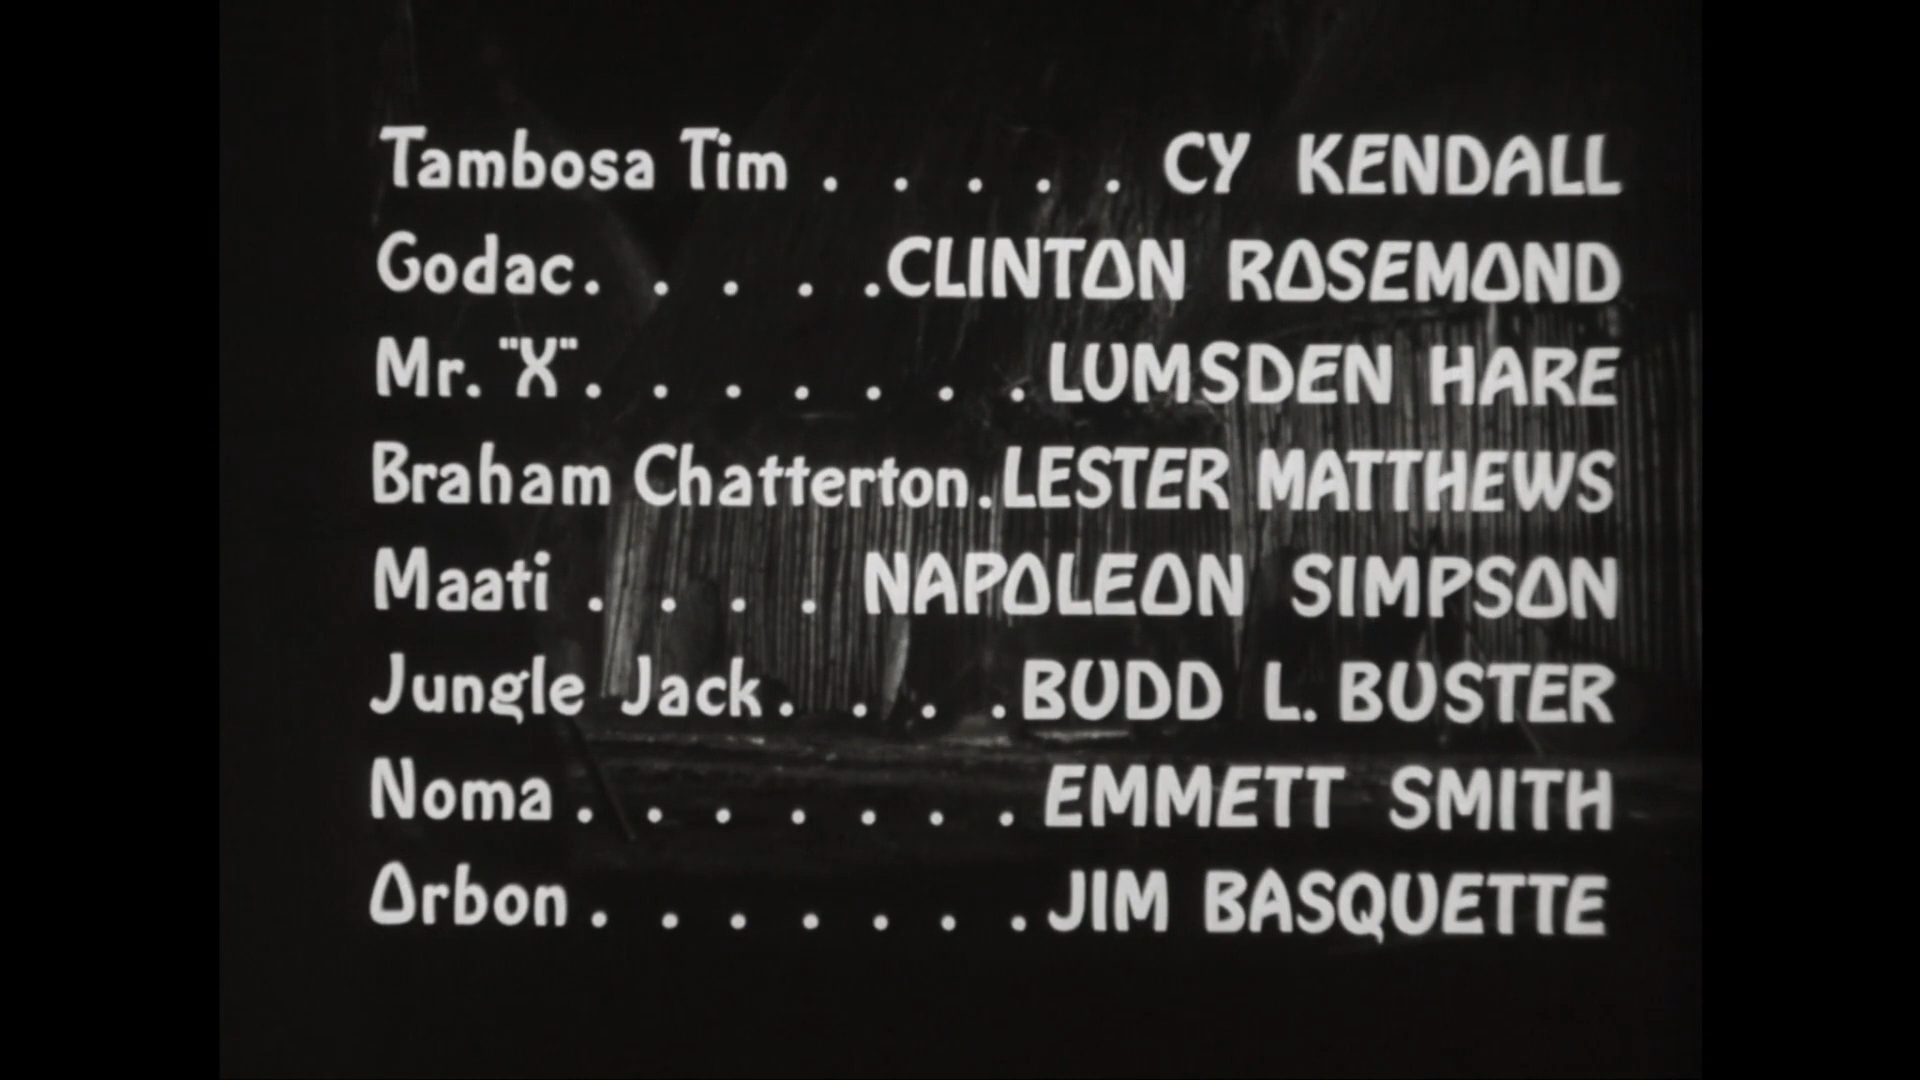 Tambosa Tim . . . . . CY KENDALL
Godac. . . . .CLINTON ROSEMOND
Mr. "X". . . . . . .LUMSDEN HARE
Braham Chatterton.LESTER MATTHEWS
Maati . . . . NAPOLEON SIMPSON
Jungle Jack. . . .BUDD L. BUSTER
Noma . . . . . . . EMMETT SMITH
Orbon . . . . . . .JIM BASQUETTE